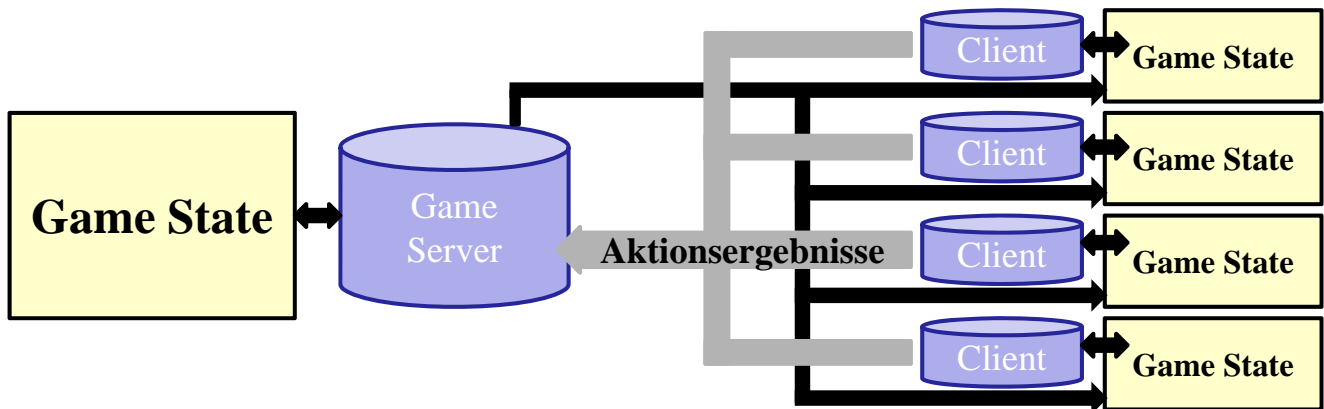 Game State
Game
Server
Aktionsergebnisse
Client
Game State
Client
Game State
Client
Game State
Client
Game State